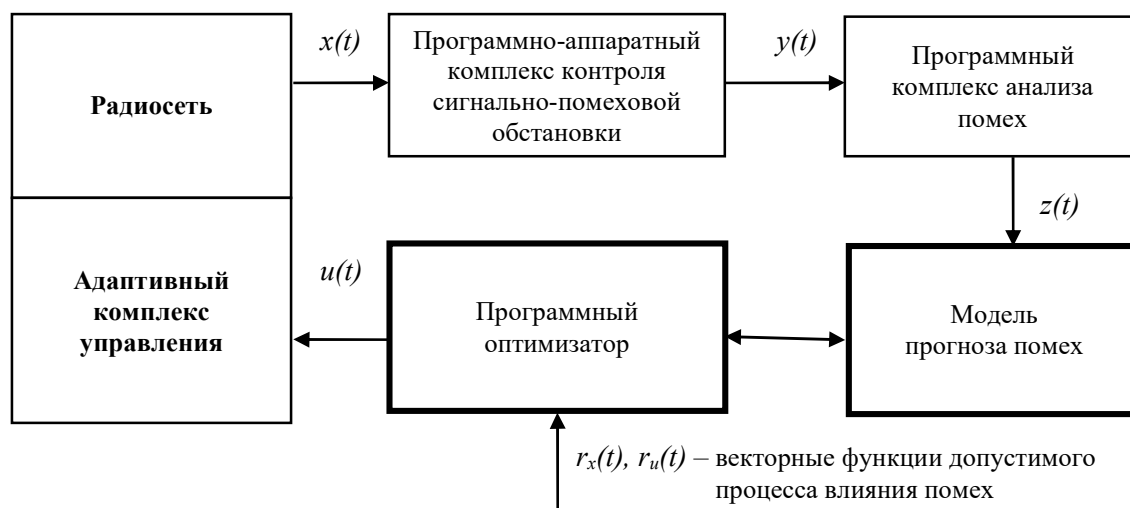 Радиосеть
x(t)
Программно-аппаратный
комплекс контроля
сигнально-помеховой
обстановки
y(t)
Программный
комплекс анализа
помех
z(t)
Адаптивный
комплекс
управления
u(t)
Программный
оптимизатор
Модель
прогноза помех
rx(t), ru(t) – векторные функции допустимого
процесса влияния помех